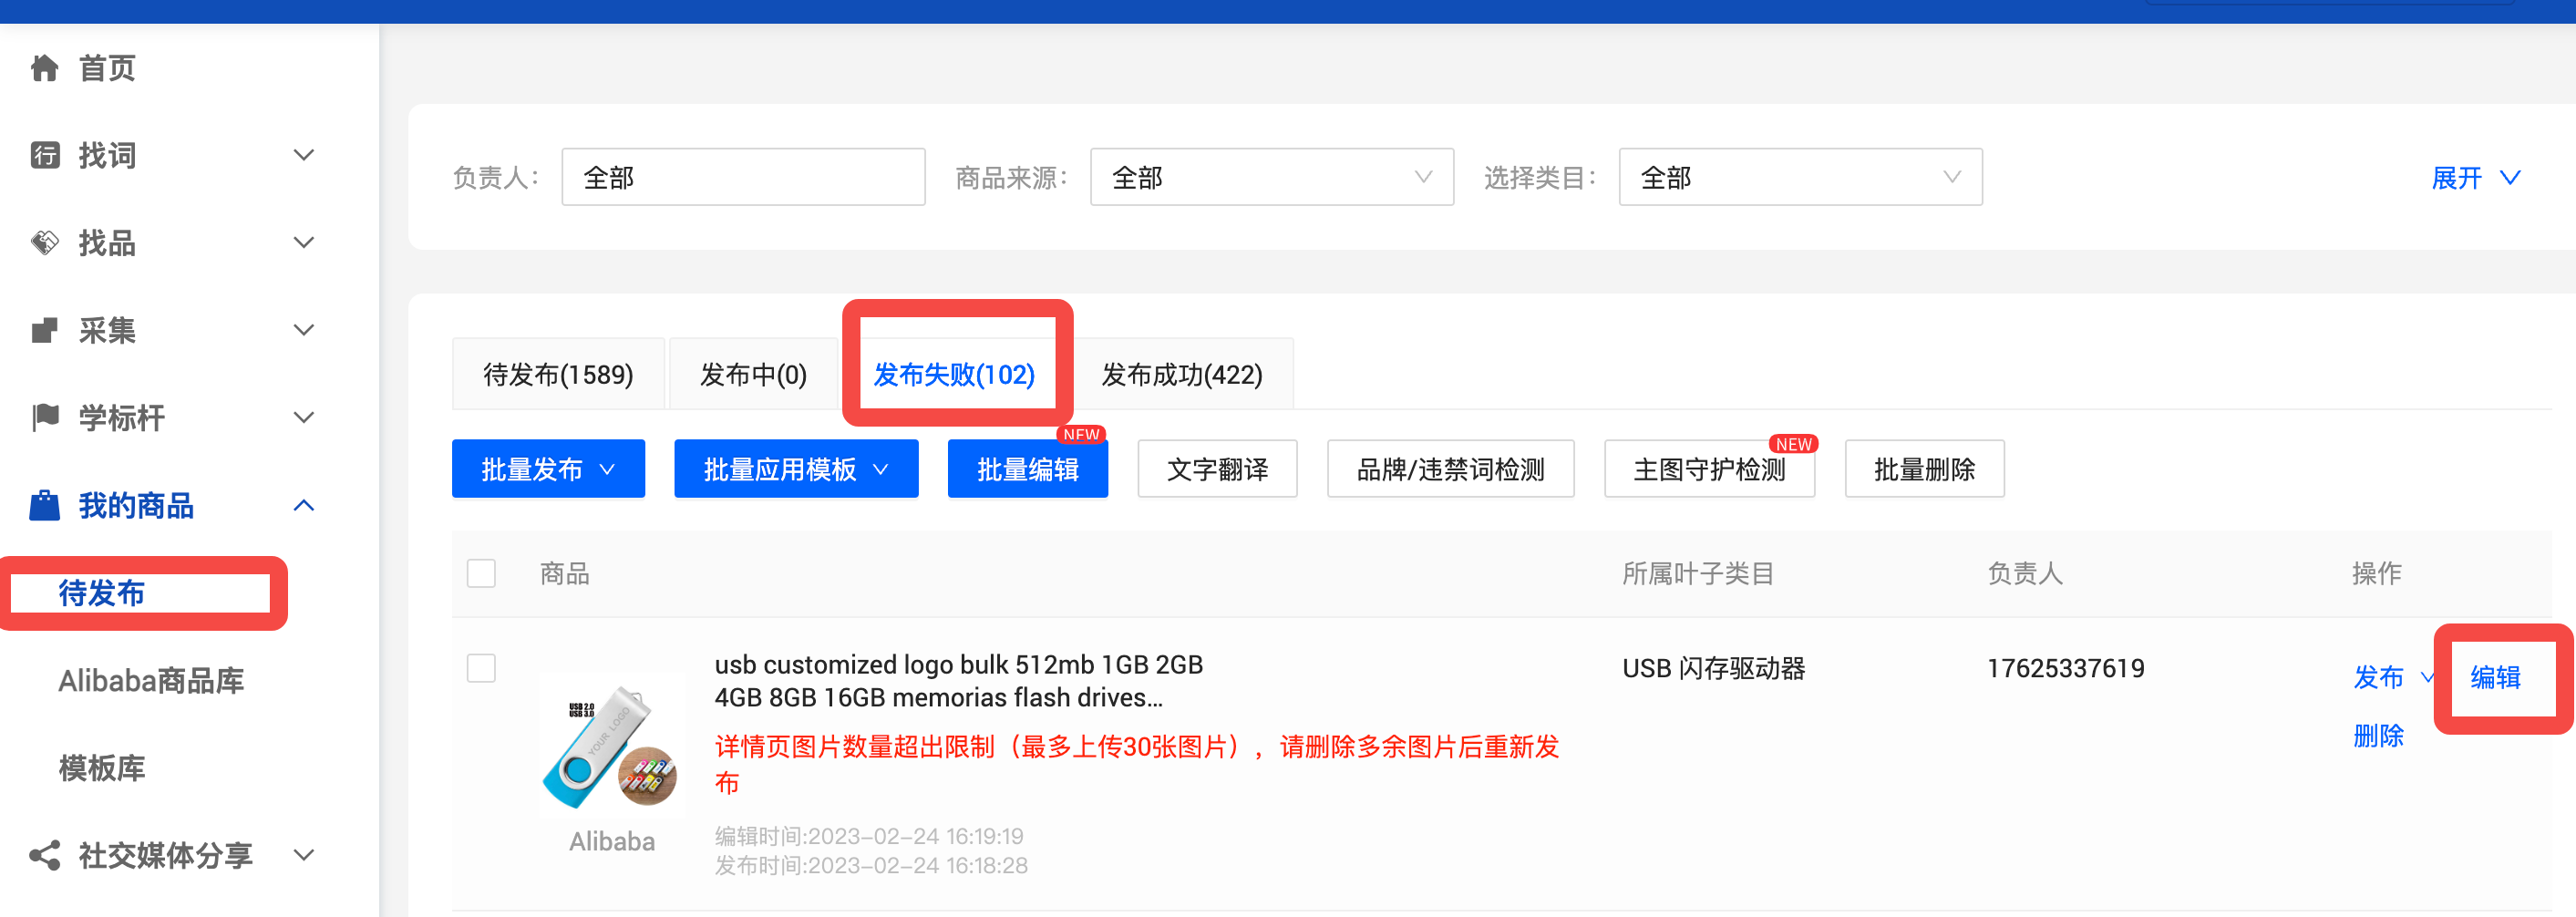 首页
找词
找品
采集
学标杆
我的商品
待发布
Alibaba商品库
模板库
社交媒体分享
负责人： 全部 商品来源： 全部 选择类目： 全部 展开
待发布(1589) 发布中(0) 发布失败(102) 发布成功(422)
批量发布 批量应用模板 批量编辑 NEW 文字翻译 品牌/违禁词检测 主图守护检测 NEW 批量删除
商品 所属叶子类目 负责人 操作
usb customized logo bulk 512mb 1GB 2GB
4GB 8GB 16GB memorias flash drives...
详情页图片数量超出限制（最多上传30张图片），请删除多余图片后重新发
布
编辑时间:2023-02-24 16:19:19
发布时间:2023-02-24 16:18:28
USB 2.0
USB 3.0
YOUR LOGO
Alibaba
USB 闪存驱动器
17625337619
发布 编辑
删除